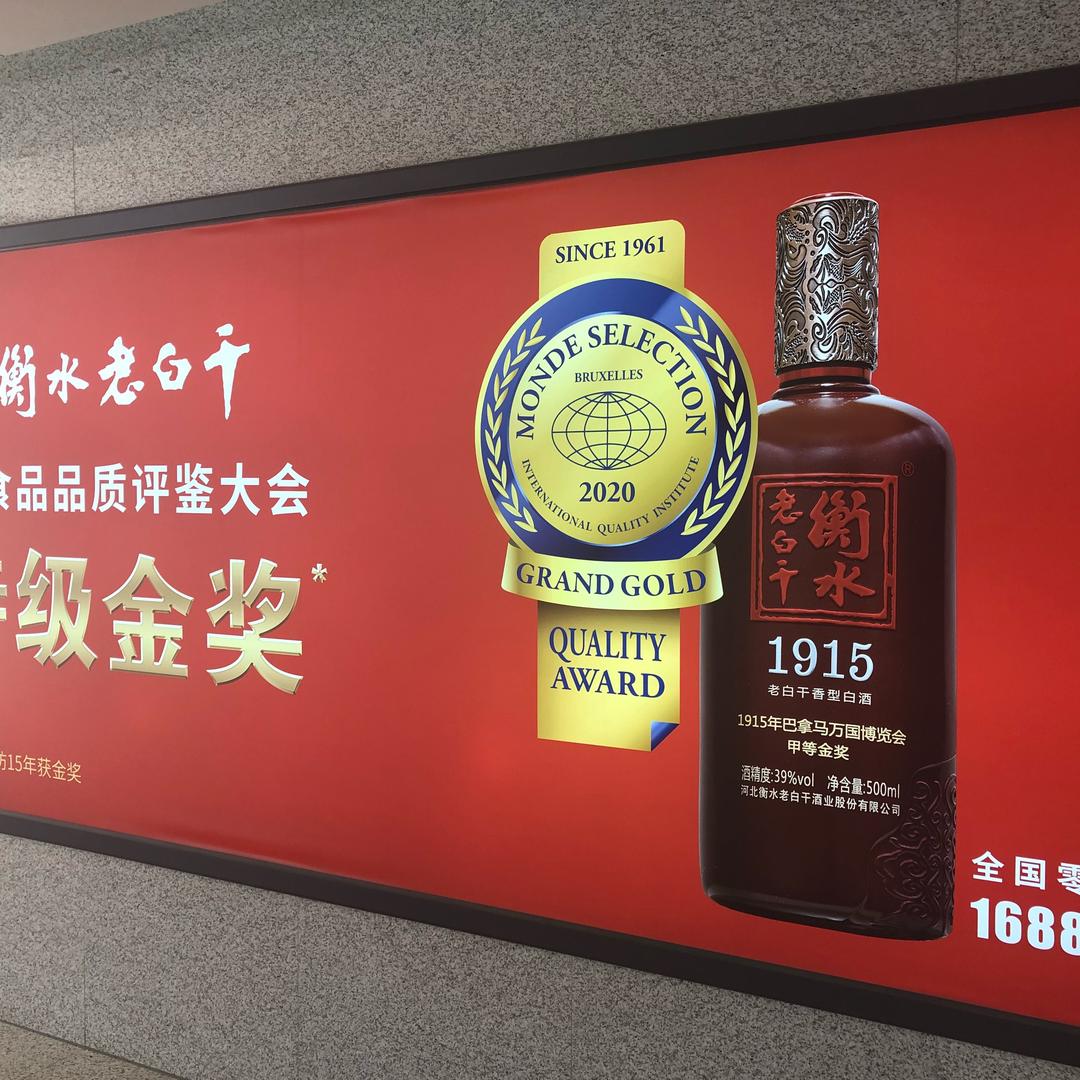 衡水老白干
食品品质评鉴大会
级金奖*
15年获金奖
SINCE 1961
MONDE SELECTION
BRUXELLES
2020
INTERNATIONAL QUALITY INSTITUTE
GRAND GOLD
QUALITY
AWARD
®
衡水
老白干
1915
老白干香型白酒
1915年巴拿马万国博览会
甲等金奖
酒精度:39%vol 净含量:500ml
河北衡水老白干酒业股份有限公司
全国零
1688